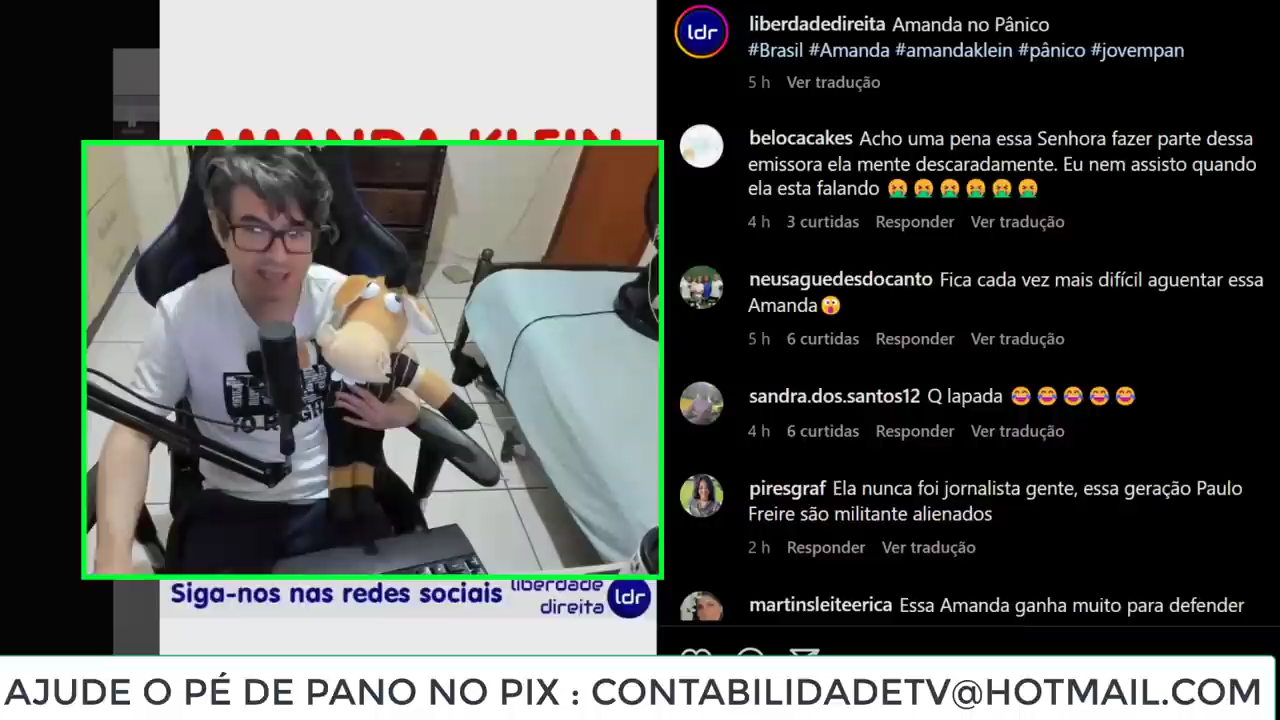 AMANDA KLEIN
Siga-nos nas redes sociais
liberdade
direita
ldr
ldr
liberdadedireita Amanda no Pânico
#Brasil #Amanda #amandaklein #pânico #jovempan
5 h Ver tradução
belocacakes Acho uma pena essa Senhora fazer parte dessa
emissora ela mente descaradamente. Eu nem assisto quando
ela esta falando 🤮 🤮 🤮 🤮 🤮 🤮
4 h 3 curtidas Responder Ver tradução
neusaguedesdocanto Fica cada vez mais difícil aguentar essa
Amanda😲
5 h 6 curtidas Responder Ver tradução
sandra.dos.santos12 Q lapada 😂 😂 😂 😂 😂
4 h 6 curtidas Responder Ver tradução
piresgraf Ela nunca foi jornalista gente, essa geração Paulo
Freire são militante alienados
2 h Responder Ver tradução
martinsleiteerica Essa Amanda ganha muito para defender
AJUDE O PÉ DE PANO NO PIX : CONTABILIDADETV@HOTMAIL.COM